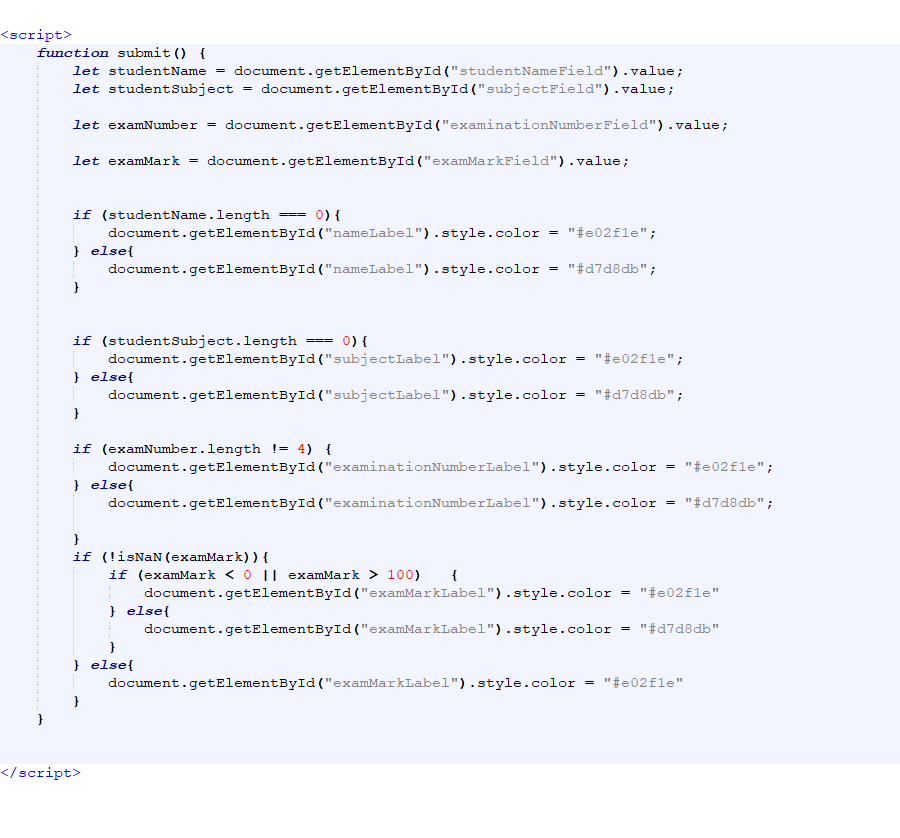 <script>
    function submit() {
        let studentName = document.getElementById("studentNameField").value;
        let studentSubject = document.getElementById("subjectField").value;

        let examNumber = document.getElementById("examinationNumberField").value;

        let examMark = document.getElementById("examMarkField").value;


        if (studentName.length === 0){
            document.getElementById("nameLabel").style.color = "#e02f1e";
        } else{
            document.getElementById("nameLabel").style.color = "#d7d8db";
        }


        if (studentSubject.length === 0){
            document.getElementById("subjectLabel").style.color = "#e02f1e";
        } else{
            document.getElementById("subjectLabel").style.color = "#d7d8db";
        }

        if (examNumber.length != 4) {
            document.getElementById("examinationNumberLabel").style.color = "#e02f1e";
        } else{
            document.getElementById("examinationNumberLabel").style.color = "#d7d8db";

        }
        if (!isNaN(examMark)){
            if (examMark < 0 || examMark > 100)    {
                document.getElementById("examMarkLabel").style.color = "#e02f1e"
            } else{
                document.getElementById("examMarkLabel").style.color = "#d7d8db"
            }
        } else{
            document.getElementById("examMarkLabel").style.color = "#e02f1e"
        }
    }


</script>